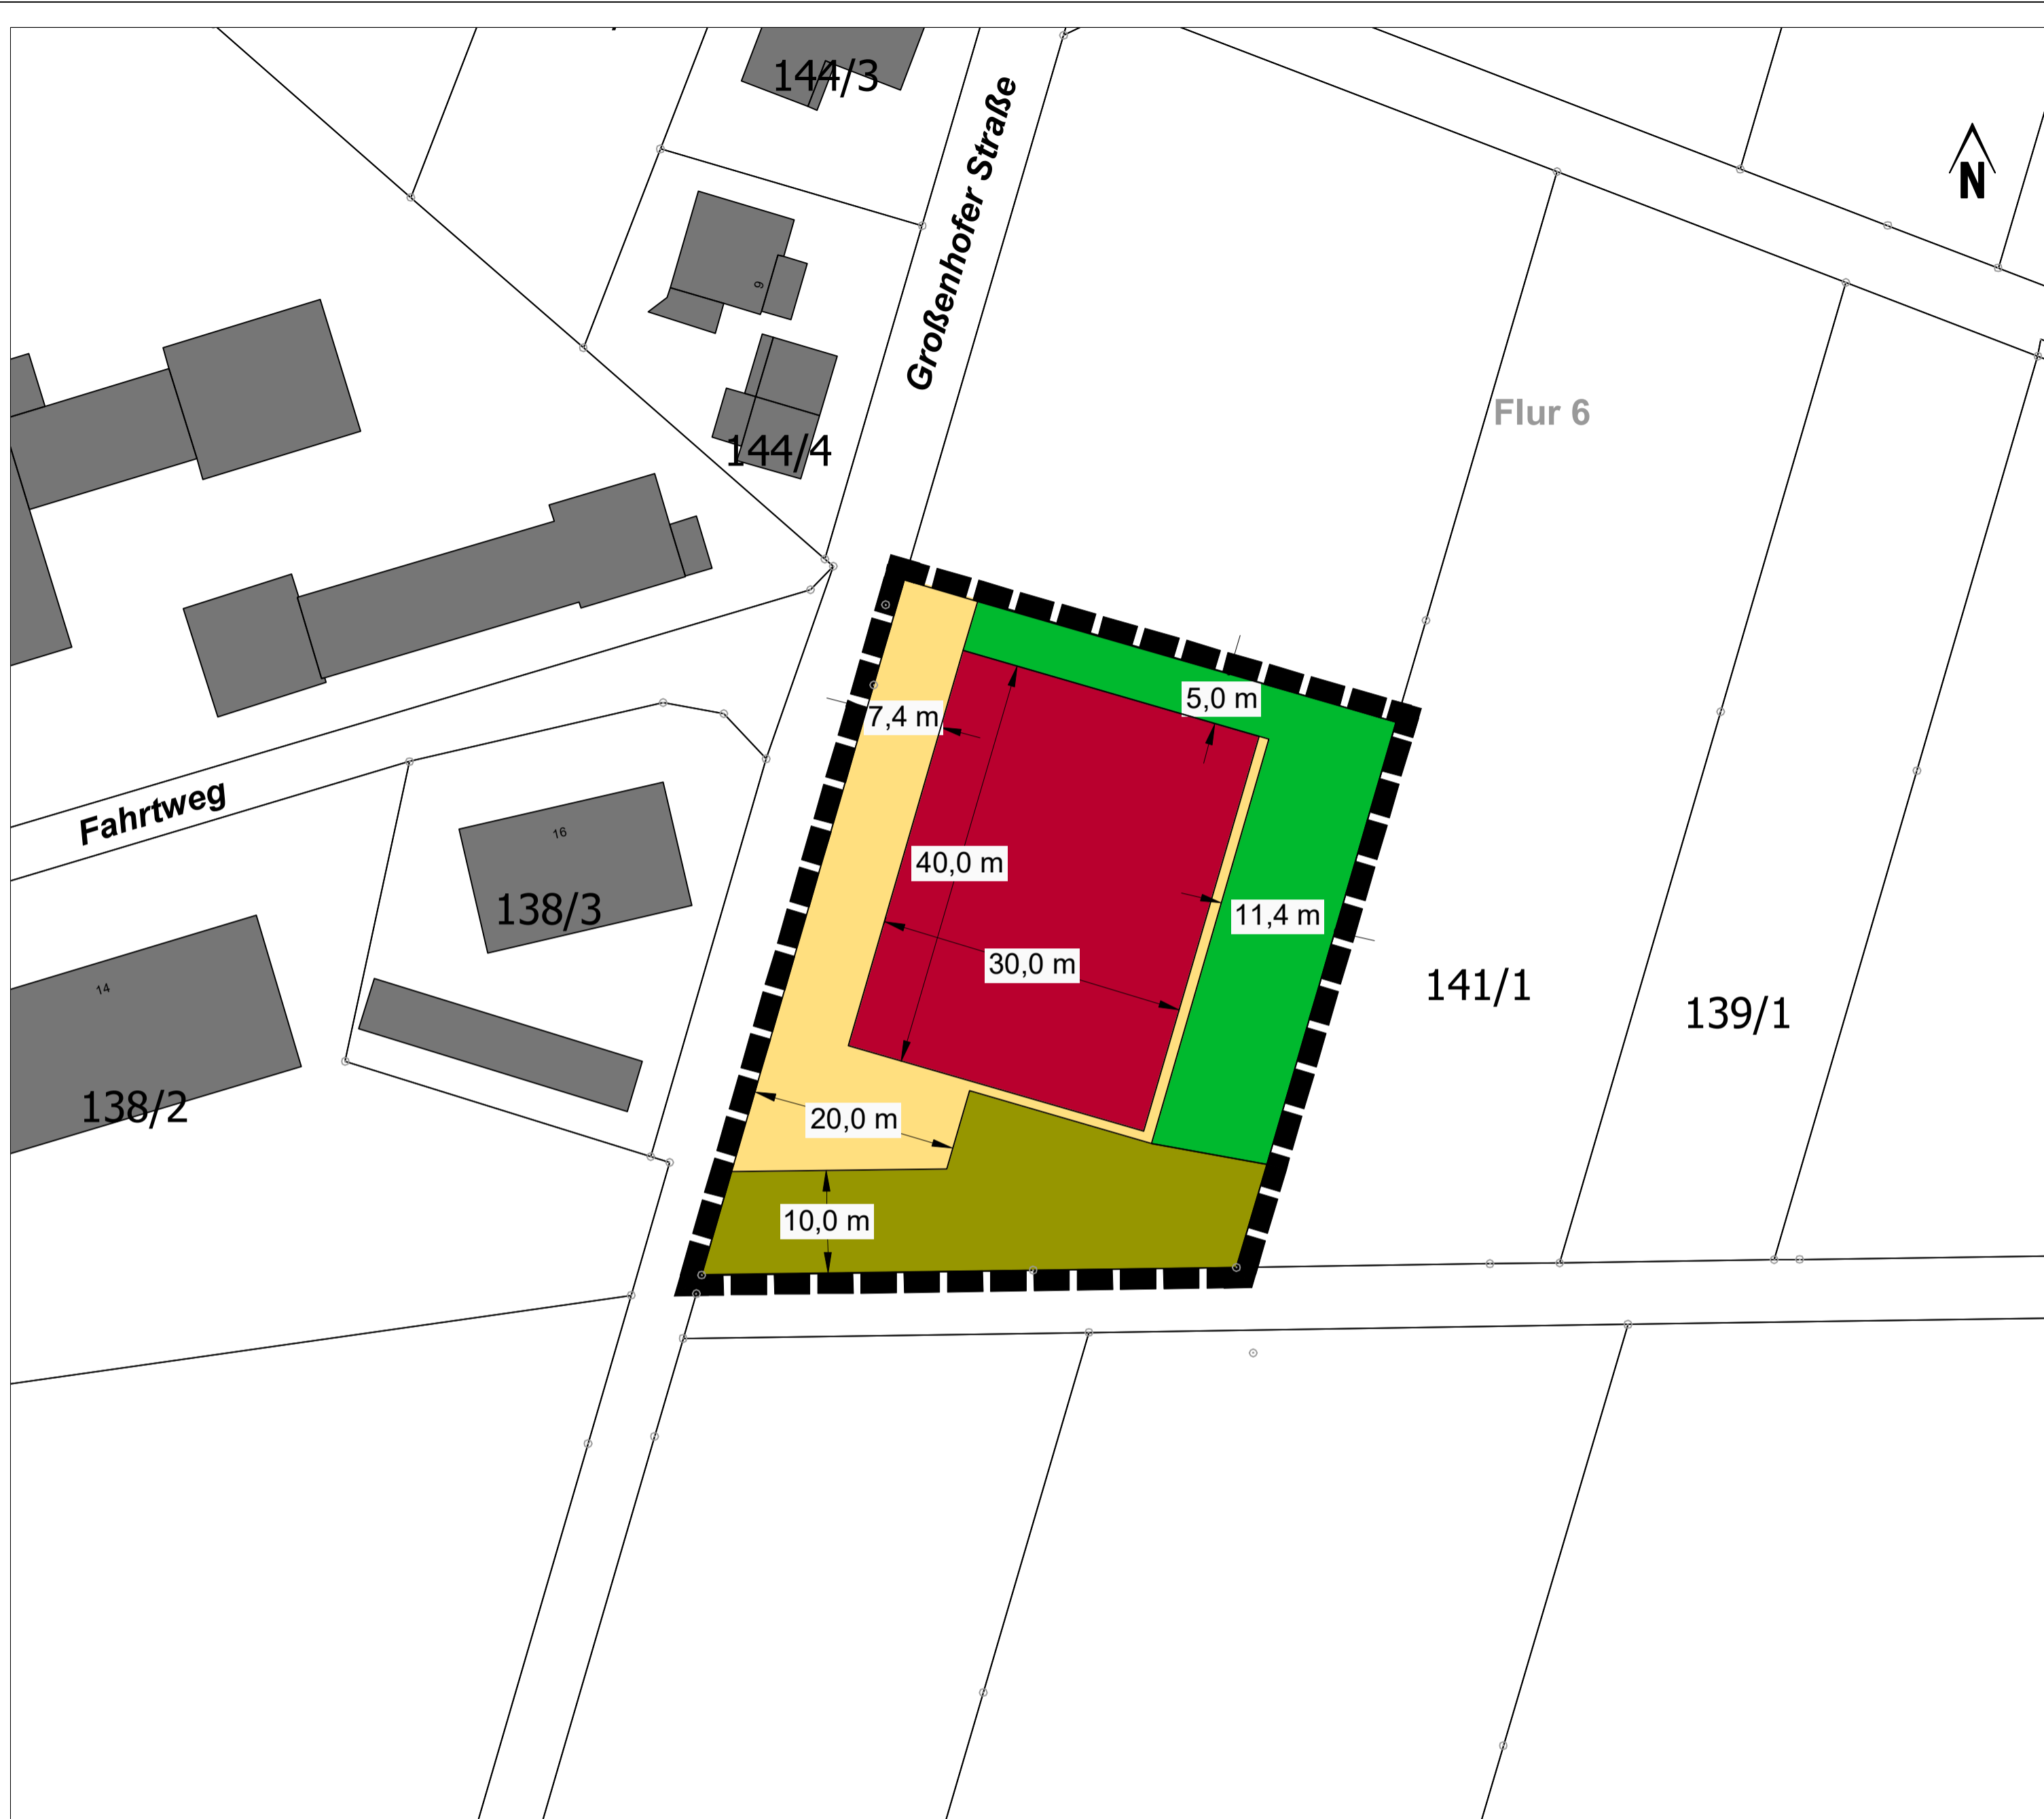 144/3
Großenhofer Straße
N
9
Flur 6
144/4
5,0 m
7,4 m
Fahrtweg
16
40,0 m
138/3
11,4 m
30,0 m
141/1
14
139/1
138/2
20,0 m
10,0 m